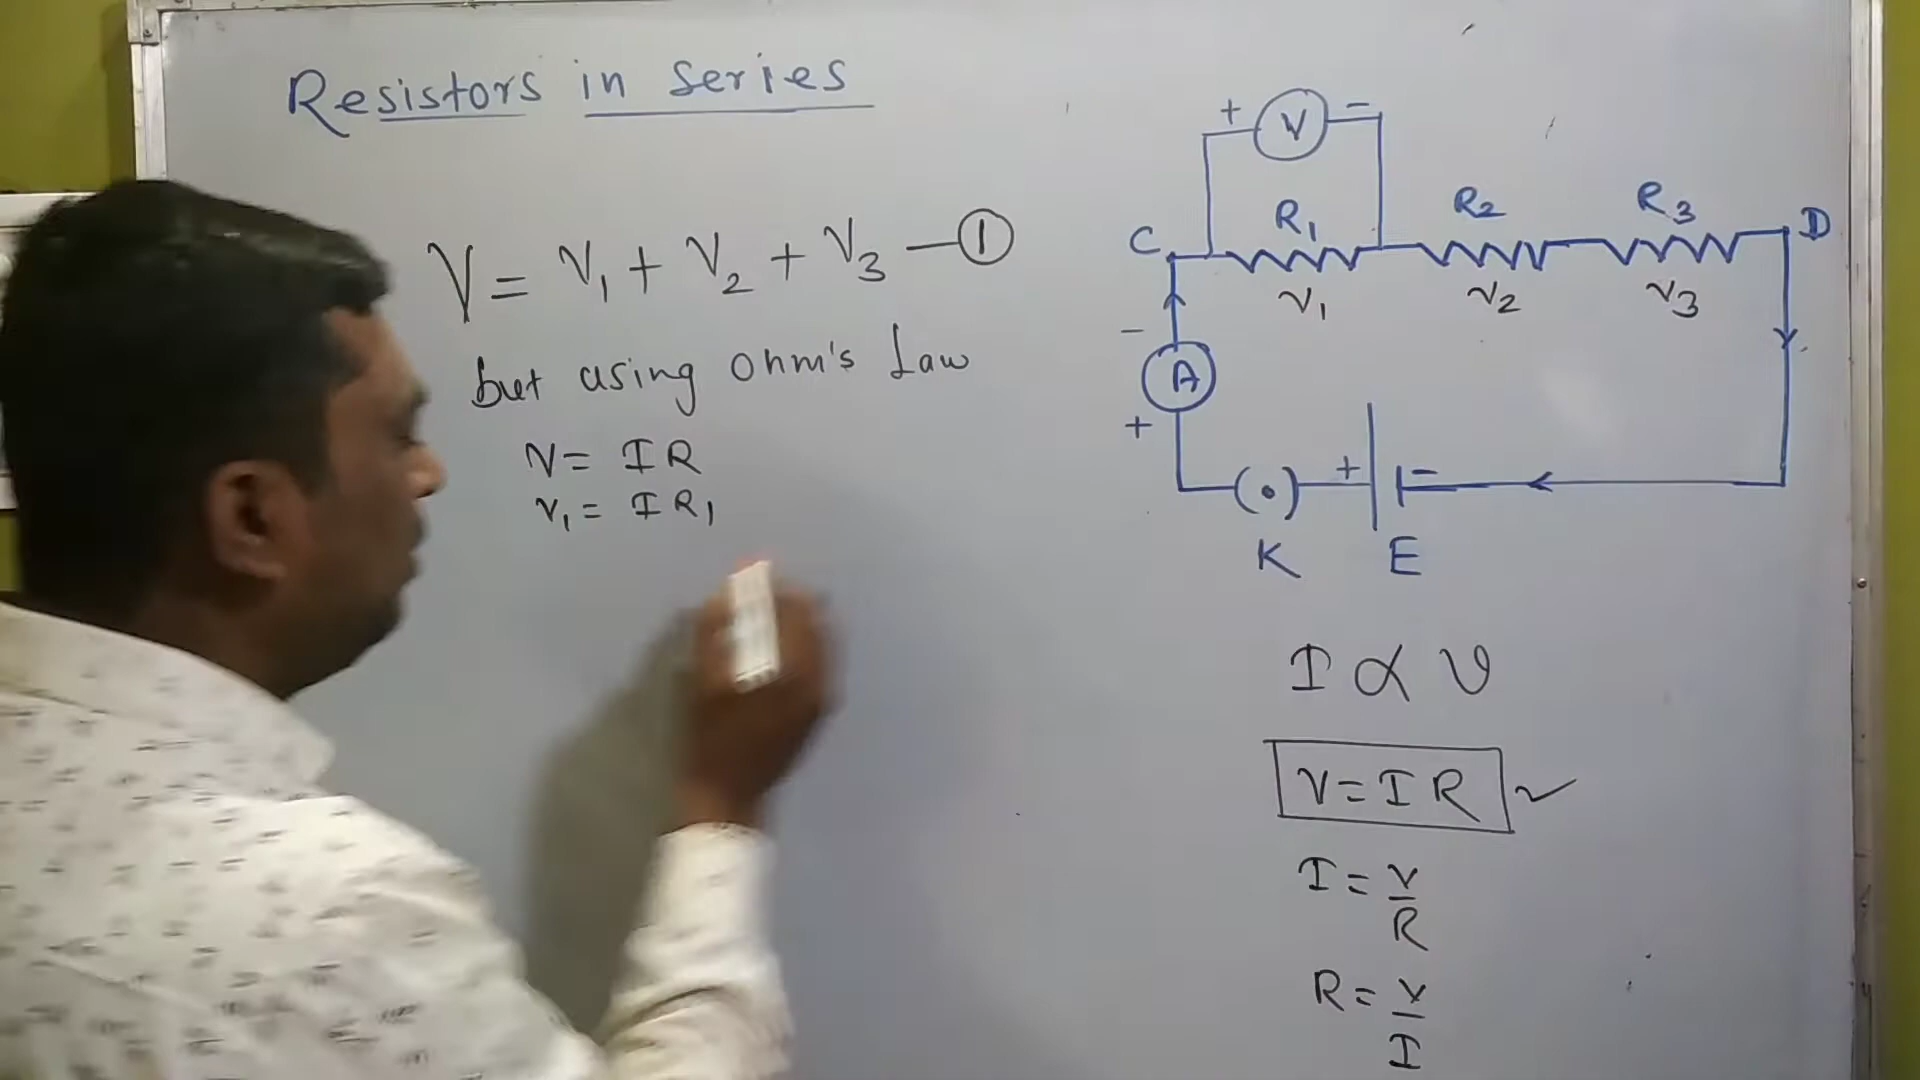 Resistors in series
V = V₁ + V₂ + V₃ — ①
but using ohm's Law
V = IR
V₁ = IR₁
+ V -
C R₁ R₂ R₃ D
V₁ V₂ V₃
-
A
+
+ -
K E
I ∝ V
V = IR ✓
I = V/R
R = V/I